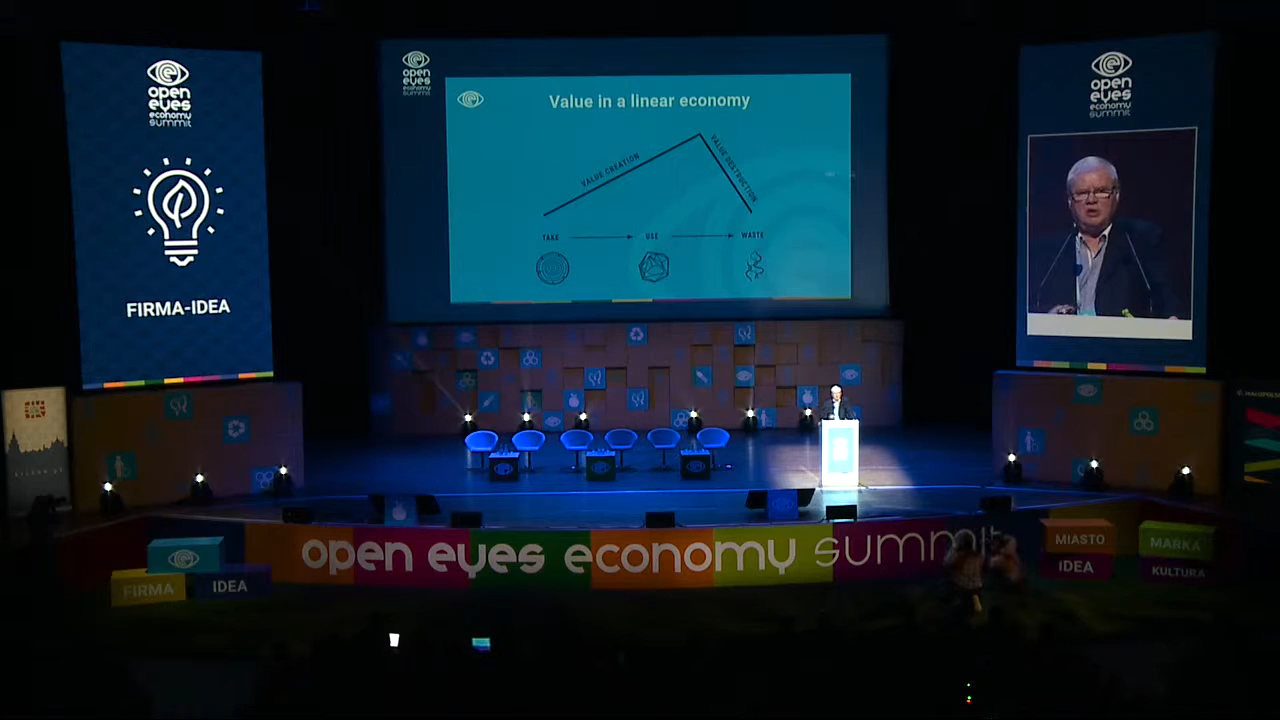 open
eyes
economy
summit
FIRMA-IDEA
open
eyes
economy
summit
Value in a linear economy
VALUE CREATION
VALUE DESTRUCTION
TAKE
USE
WASTE
open
eyes
economy
summit
open eyes economy summit
FIRMA
IDEA
MIASTO
IDEA
MARKA
KULTURA